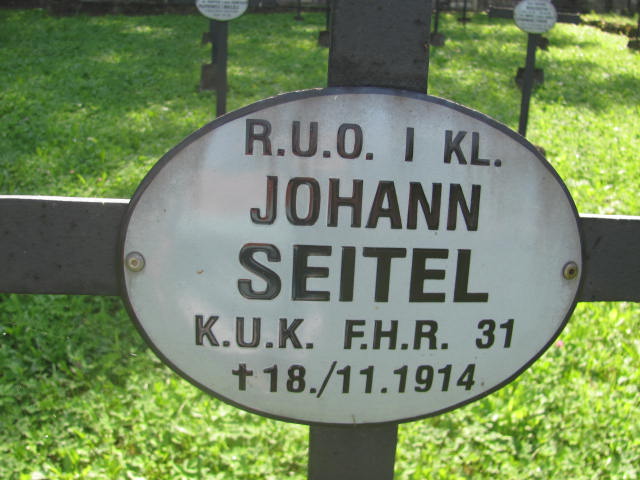 R.U.O. I KL.
JOHANN
SEITEL
K.U.K. F.H.R. 31
✝18./11.1914